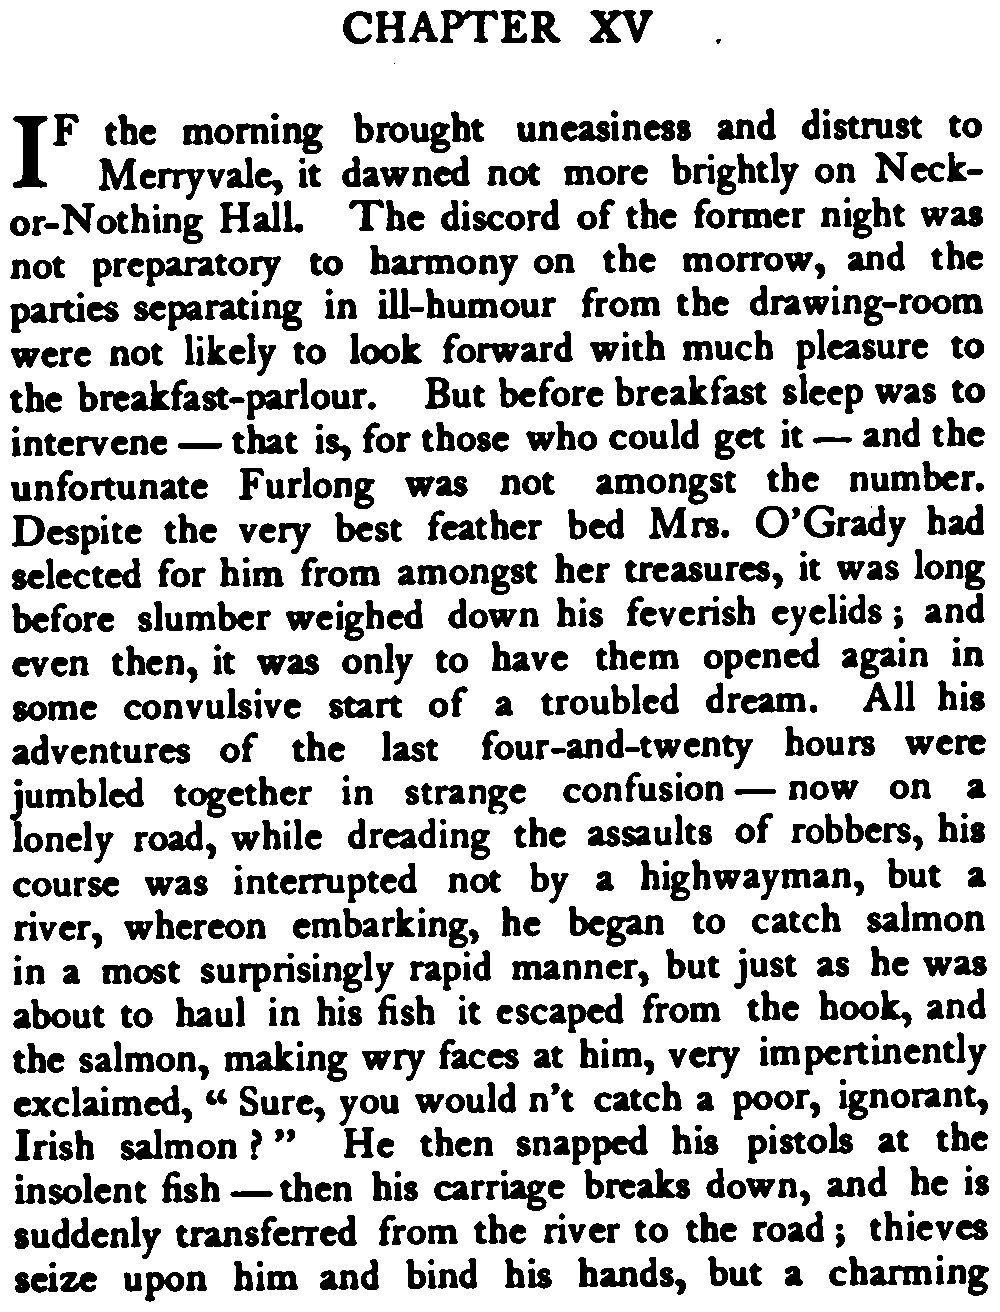 CHAPTER XV
IF the morning brought uneasiness and distrust to
Merryvale, it dawned not more brightly on Neck-
or-Nothing Hall. The discord of the former night was
not preparatory to harmony on the morrow, and the
parties separating in ill-humour from the drawing-room
were not likely to look forward with much pleasure to
the breakfast-parlour. But before breakfast sleep was to
intervene — that is, for those who could get it — and the
unfortunate Furlong was not amongst the number.
Despite the very best feather bed Mrs. O'Grady had
selected for him from amongst her treasures, it was long
before slumber weighed down his feverish eyelids ; and
even then, it was only to have them opened again in
some convulsive start of a troubled dream. All his
adventures of the last four-and-twenty hours were
jumbled together in strange confusion — now on a
lonely road, while dreading the assaults of robbers, his
course was interrupted not by a highwayman, but a
river, whereon embarking, he began to catch salmon
in a most surprisingly rapid manner, but just as he was
about to haul in his fish it escaped from the hook, and
the salmon, making wry faces at him, very impertinently
exclaimed, “ Sure, you would n't catch a poor, ignorant,
Irish salmon ? ” He then snapped his pistols at the
insolent fish — then his carriage breaks down, and he is
suddenly transferred from the river to the road ; thieves
seize upon him and bind his hands, but a charming